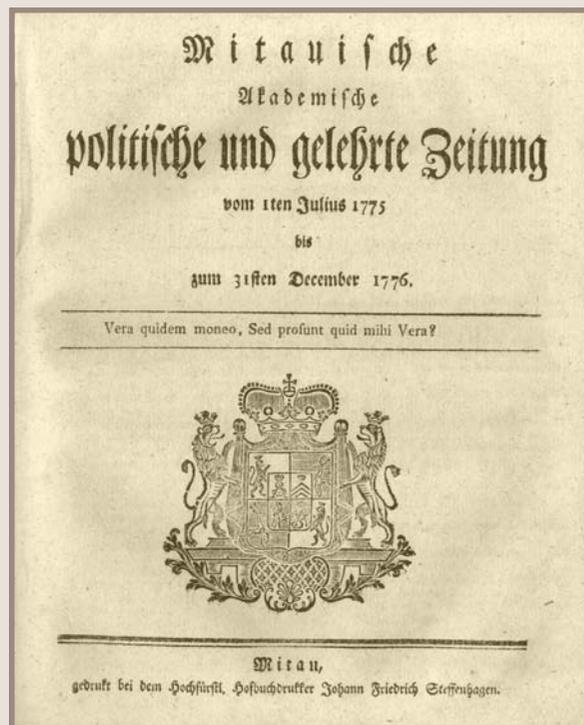 Mitauische
Akademische
politische und gelehrte Zeitung
vom 1ten Julius 1775
bis
zum 31sten December 1776.
Vera quidem moneo, Sed prosunt quid mihi Vera?
Mitau,
gedrukt bei dem Hochfürstl. Hofbuchdrukker Johann Friedrich Steffenhagen.